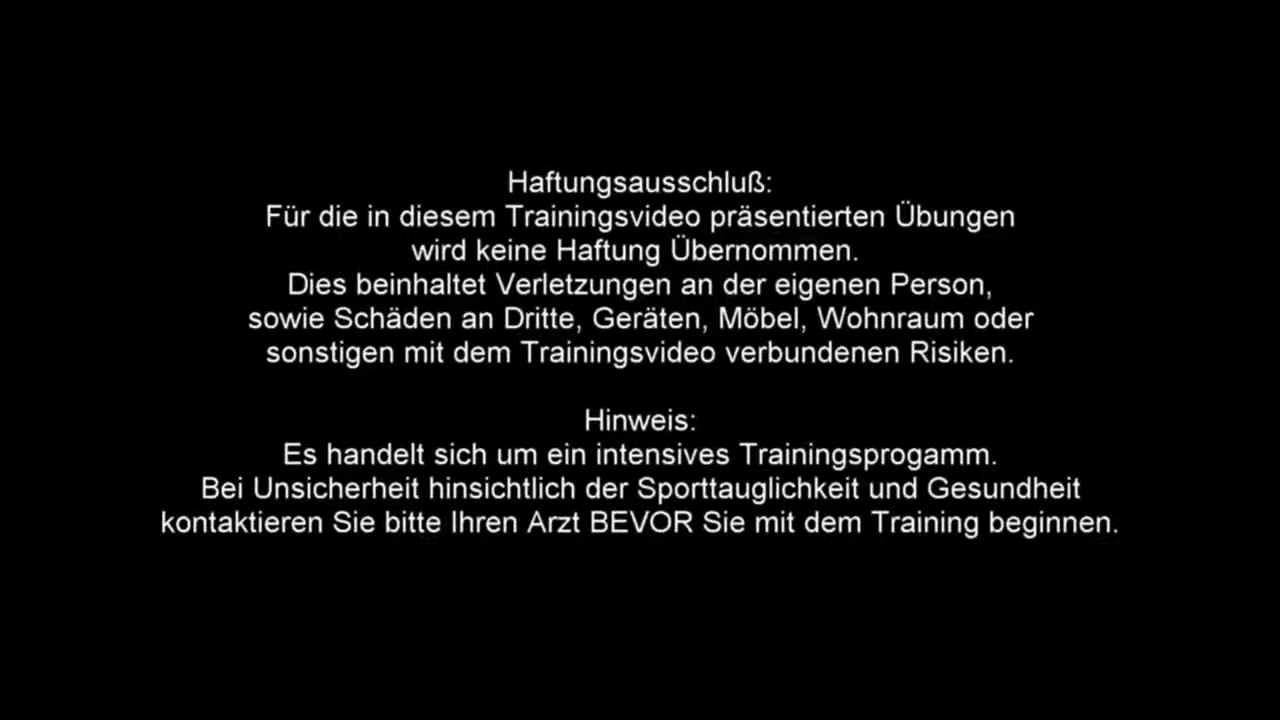 Haftungsausschluß:
Für die in diesem Trainingsvideo präsentierten Übungen
wird keine Haftung Übernommen.
Dies beinhaltet Verletzungen an der eigenen Person,
sowie Schäden an Dritte, Geräten, Möbel, Wohnraum oder
sonstigen mit dem Trainingsvideo verbundenen Risiken.
Hinweis:
Es handelt sich um ein intensives Trainingsprogamm.
Bei Unsicherheit hinsichtlich der Sporttauglichkeit und Gesundheit
kontaktieren Sie bitte Ihren Arzt BEVOR Sie mit dem Training beginnen.